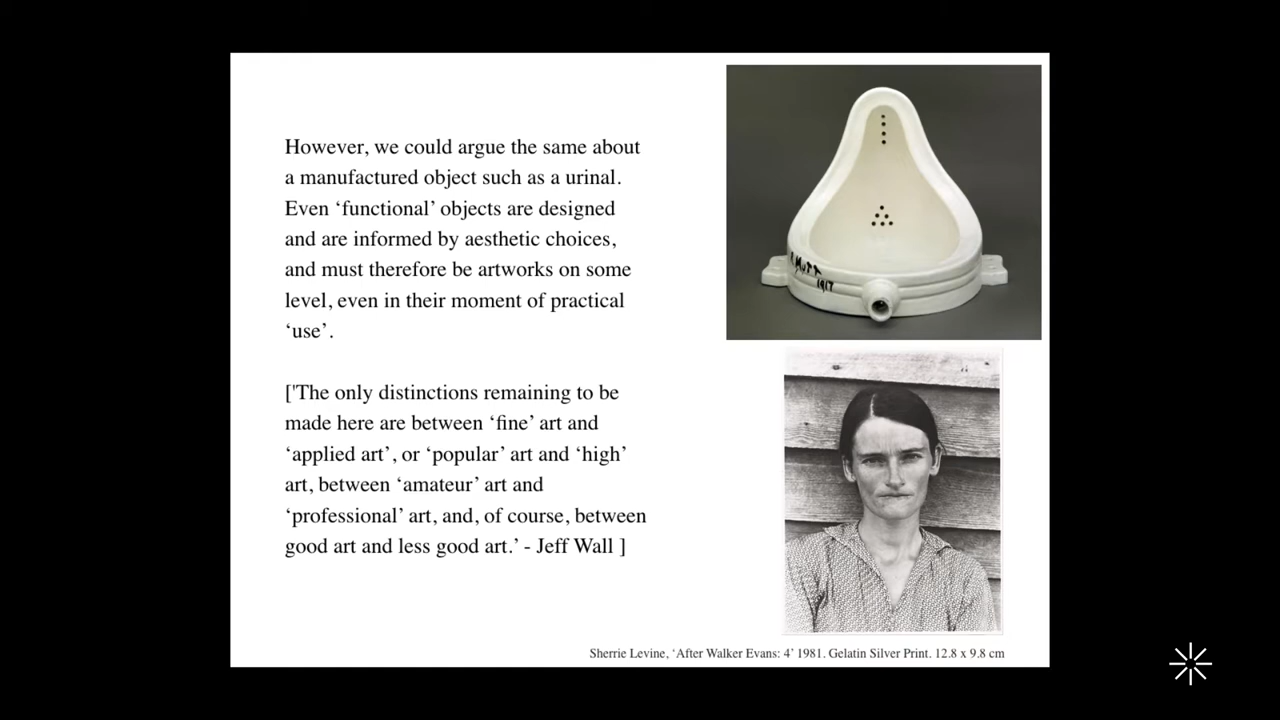 However, we could argue the same about
a manufactured object such as a urinal.
Even ‘functional’ objects are designed
and are informed by aesthetic choices,
and must therefore be artworks on some
level, even in their moment of practical
‘use’.
['The only distinctions remaining to be
made here are between ‘fine’ art and
‘applied art’, or ‘popular’ art and ‘high’
art, between ‘amateur’ art and
‘professional’ art, and, of course, between
good art and less good art.’ - Jeff Wall ]
R. MUTT
1917
Sherrie Levine, ‘After Walker Evans: 4’ 1981. Gelatin Silver Print. 12.8 x 9.8 cm